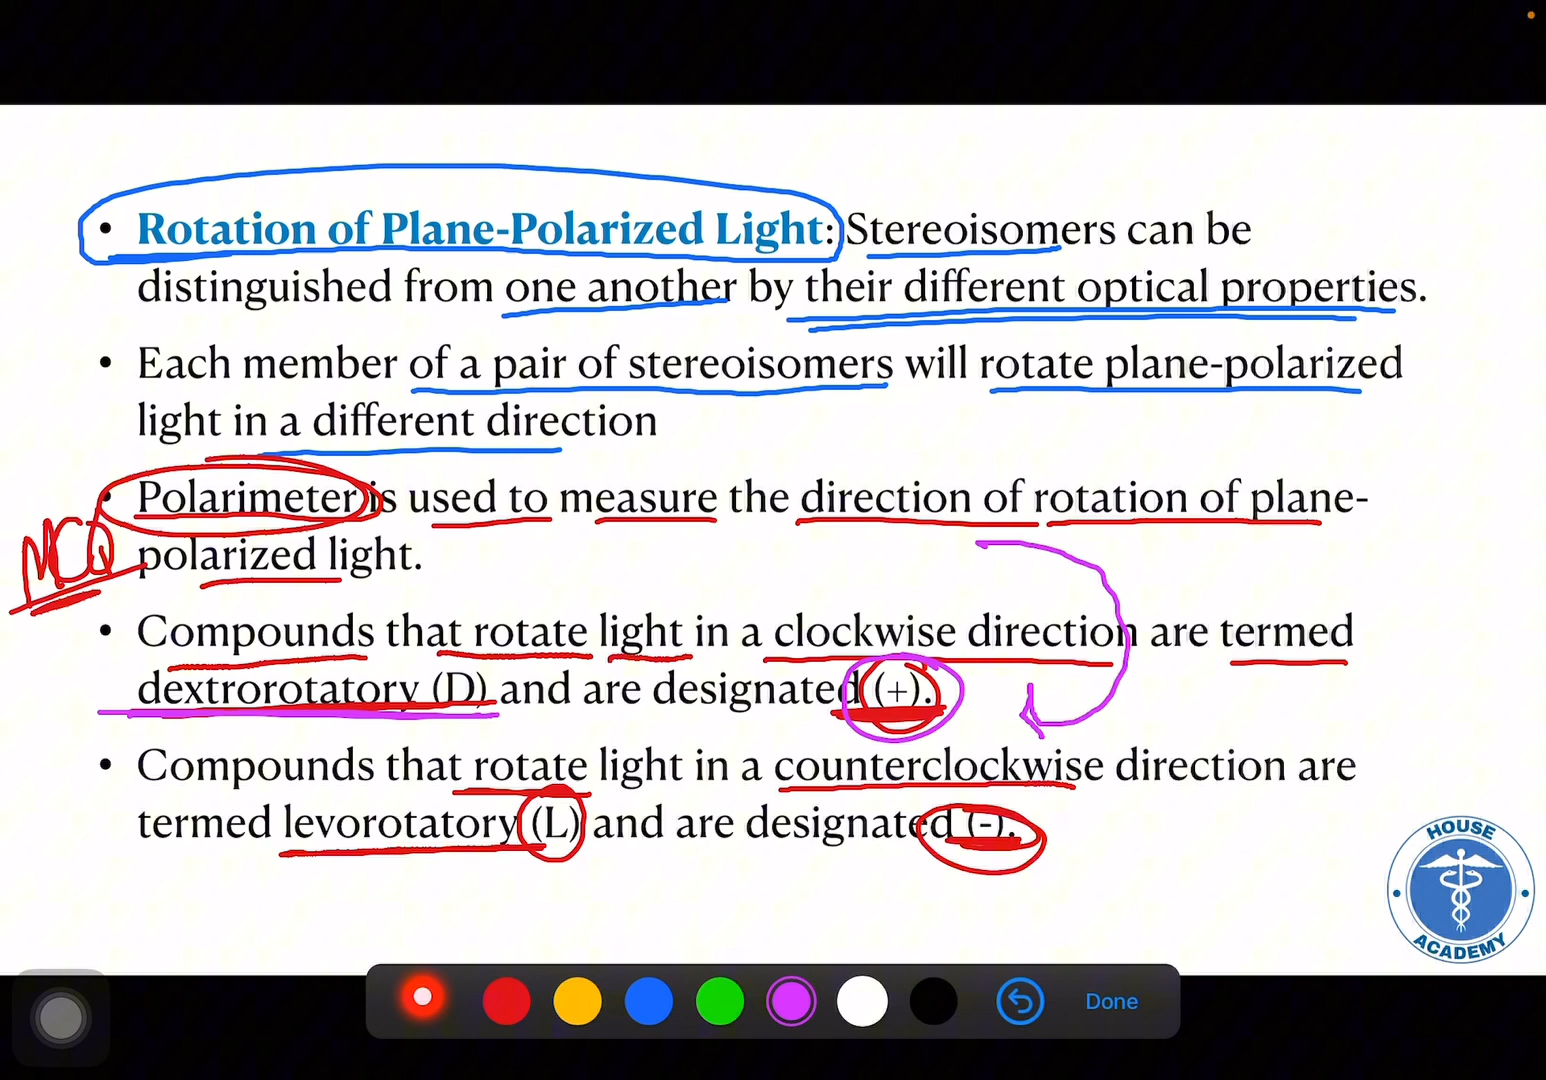 • Rotation of Plane-Polarized Light: Stereoisomers can be
distinguished from one another by their different optical properties.
• Each member of a pair of stereoisomers will rotate plane-polarized
light in a different direction
• Polarimeter is used to measure the direction of rotation of plane-
MCQ
polarized light.
• Compounds that rotate light in a clockwise direction are termed
dextrorotatory (D) and are designated (+).
• Compounds that rotate light in a counterclockwise direction are
termed levorotatory (L) and are designated (-).
HOUSE
ACADEMY
Done